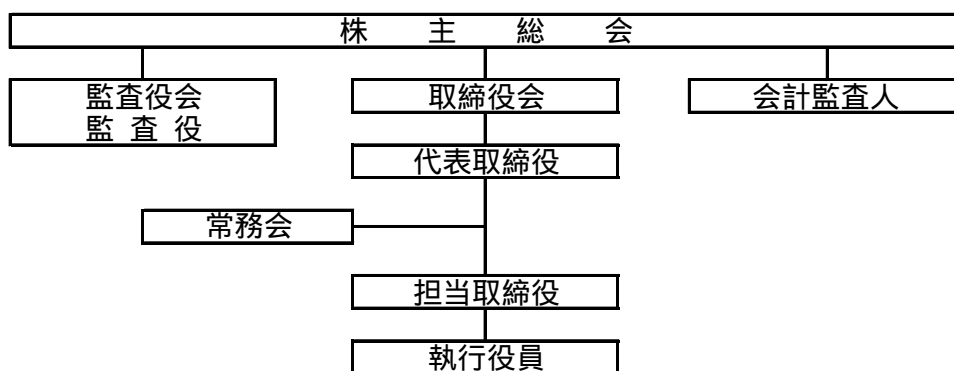 株主総会
監査役会
監査役
取締役会
会計監査人
代表取締役
常務会
担当取締役
執行役員